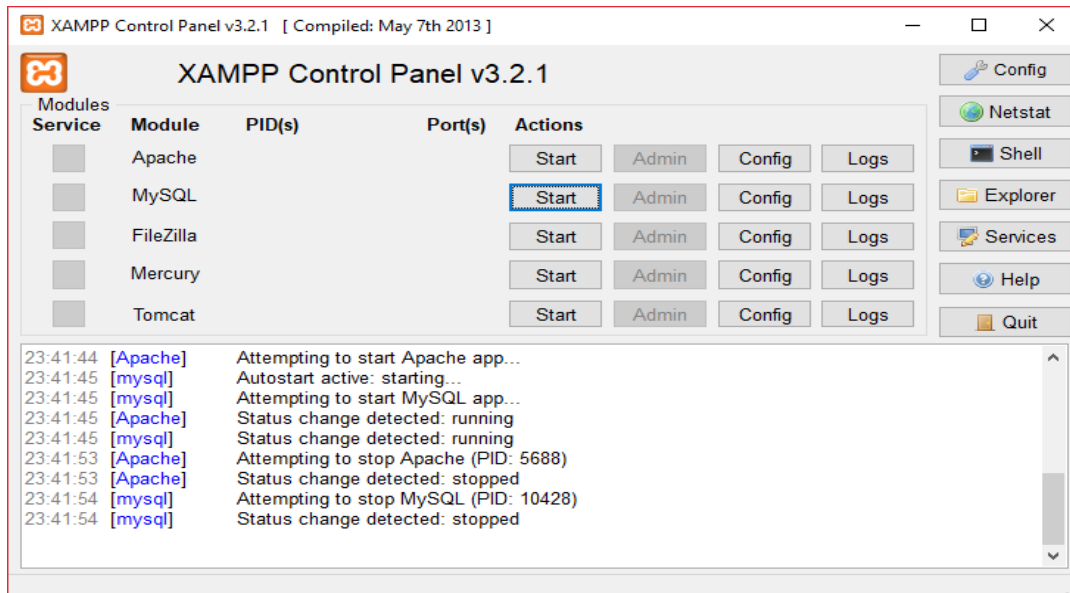 XAMPP Control Panel v3.2.1 [ Compiled: May 7th 2013 ]
XAMPP Control Panel v3.2.1
Config
Modules
Netstat
Service Module PID(s) Port(s) Actions
Apache Start Admin Config Logs
Shell
MySQL Start Admin Config Logs
Explorer
FileZilla Start Admin Config Logs
Services
Mercury Start Admin Config Logs
Help
Tomcat Start Admin Config Logs
Quit
23:41:44 [Apache] Attempting to start Apache app...
23:41:45 [mysql] Autostart active: starting...
23:41:45 [mysql] Attempting to start MySQL app...
23:41:45 [Apache] Status change detected: running
23:41:45 [mysql] Status change detected: running
23:41:53 [Apache] Attempting to stop Apache (PID: 5688)
23:41:53 [Apache] Status change detected: stopped
23:41:54 [mysql] Attempting to stop MySQL (PID: 10428)
23:41:54 [mysql] Status change detected: stopped